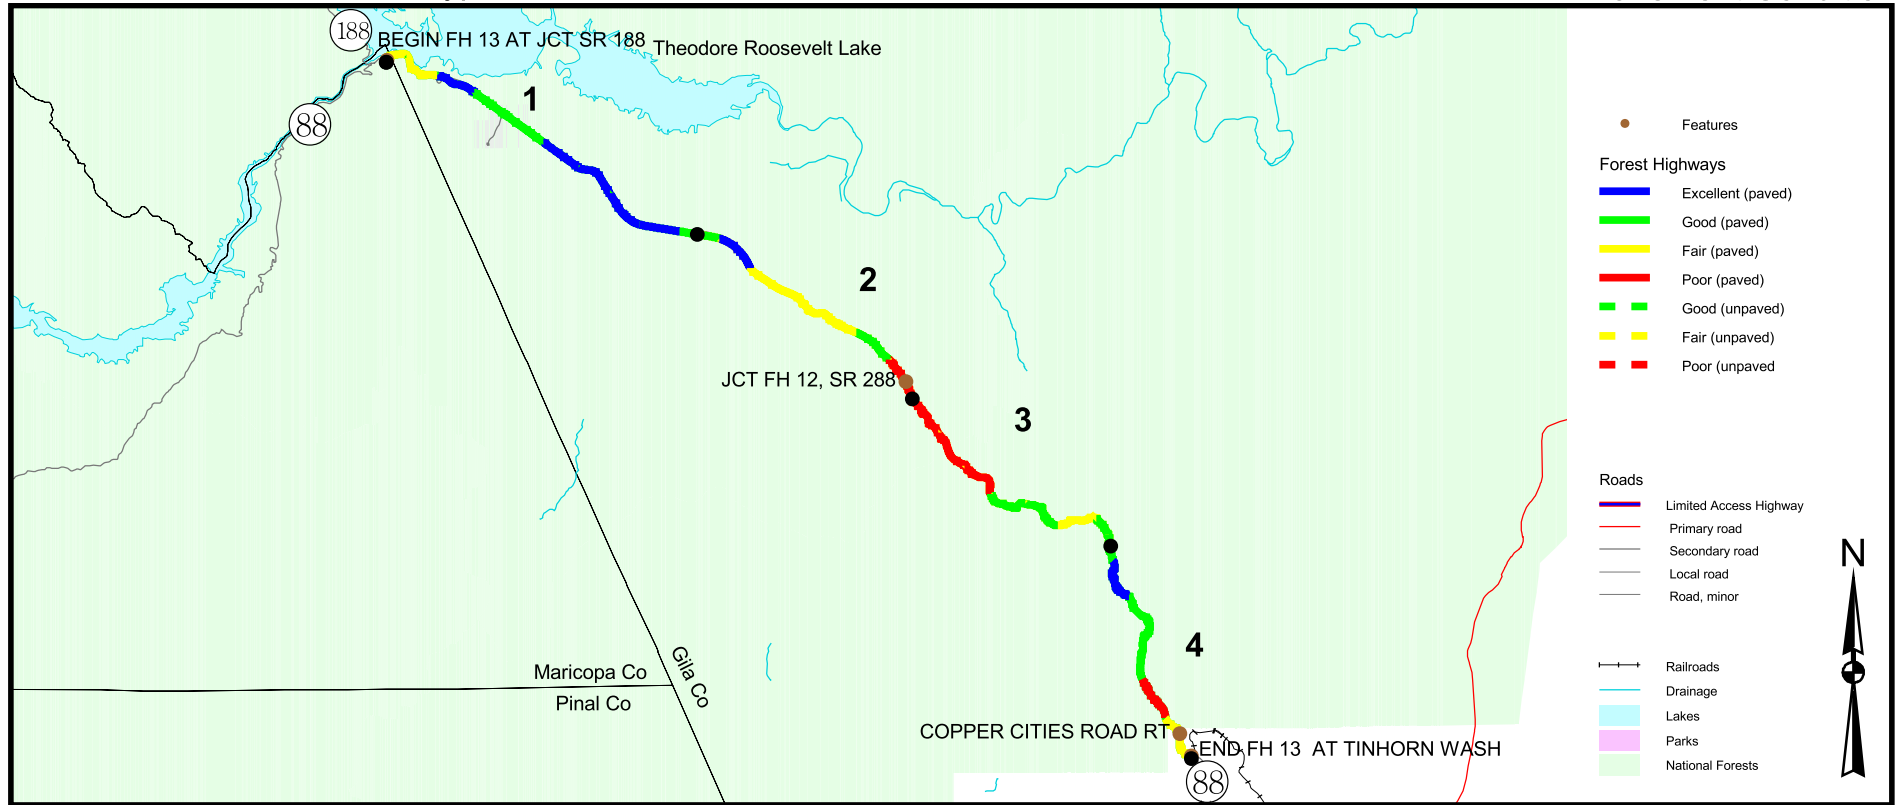 188
BEGIN FH 13 AT JCT SR 188
Theodore Roosevelt Lake
88
1
2
JCT FH 12, SR 288
3
4
Maricopa Co
Pinal Co
Gila Co
COPPER CITIES ROAD RT
END FH 13 AT TINHORN WASH
88
Features
Forest Highways
Excellent (paved)
Good (paved)
Fair (paved)
Poor (paved)
Good (unpaved)
Fair (unpaved)
Poor (unpaved
Roads
Limited Access Highway
Primary road
Secondary road
Local road
Road, minor
Railroads
Drainage
Lakes
Parks
National Forests
N